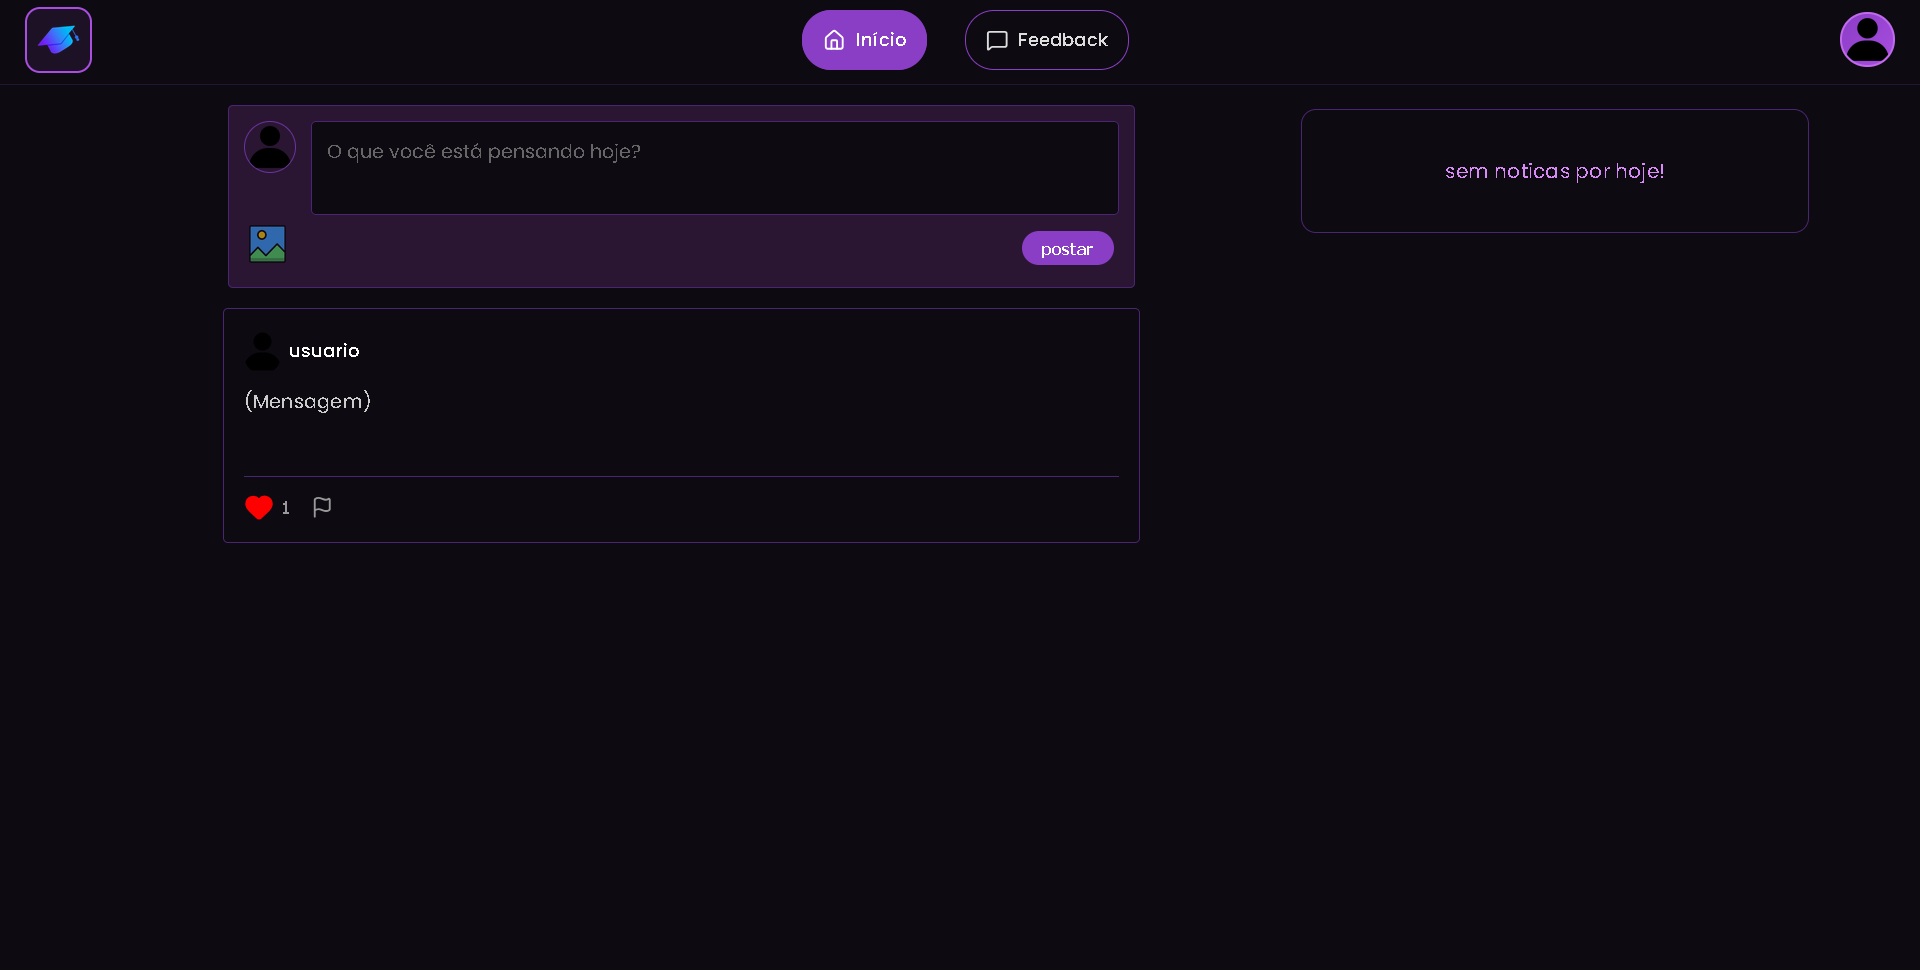 Início
Feedback
O que você está pensando hoje?
postar
sem noticas por hoje!
usuario
(Mensagem)
1